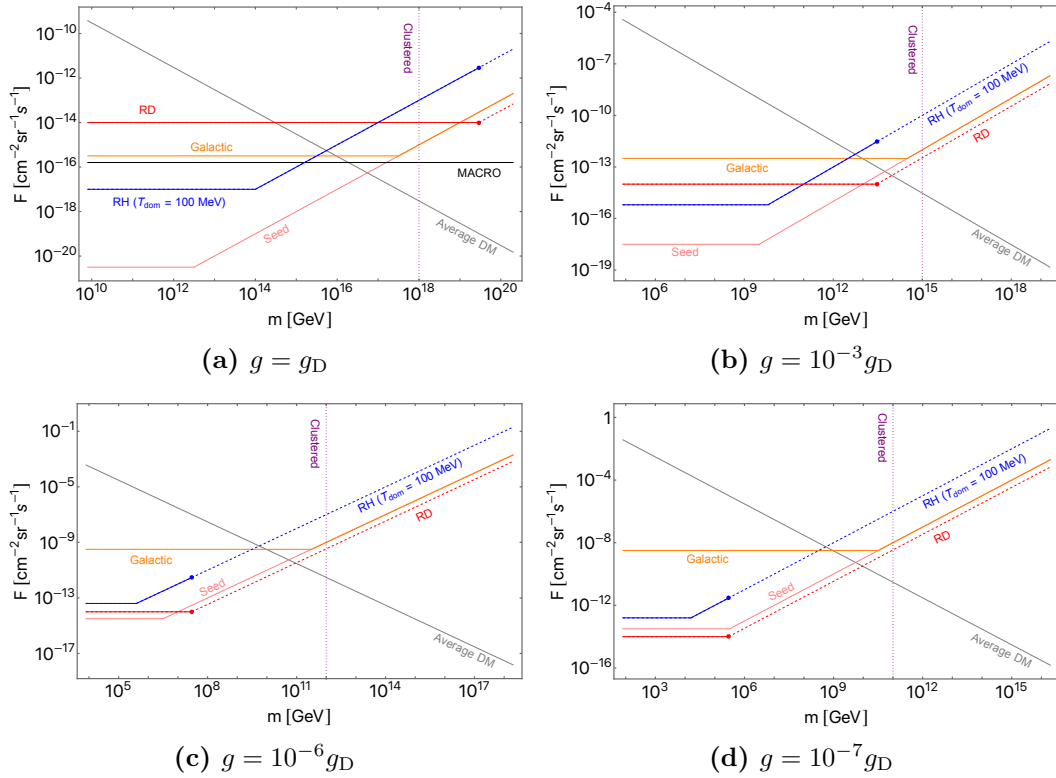 10^{-10}
10^{-12}
10^{-14}
10^{-16}
10^{-18}
10^{-20}
F [cm^{-2}sr^{-1}s^{-1}]
Clustered
RD
Galactic
MACRO
RH (T_{dom} = 100 MeV)
Seed
Average DM
10^{10} 10^{12} 10^{14} 10^{16} 10^{18} 10^{20}
m [GeV]
(a) g = g_D
10^{-4}
10^{-7}
10^{-10}
10^{-13}
10^{-16}
10^{-19}
F [cm^{-2}sr^{-1}s^{-1}]
Clustered
RH (T_{dom} = 100 MeV)
Galactic
RD
Seed
Average DM
10^6 10^9 10^{12} 10^{15} 10^{18}
m [GeV]
(b) g = 10^{-3}g_D
10^{-1}
10^{-5}
10^{-9}
10^{-13}
10^{-17}
F [cm^{-2}sr^{-1}s^{-1}]
Clustered
RH (T_{dom} = 100 MeV)
RD
Galactic
Seed
Average DM
10^5 10^8 10^{11} 10^{14} 10^{17}
m [GeV]
(c) g = 10^{-6}g_D
1
10^{-4}
10^{-8}
10^{-12}
10^{-16}
F [cm^{-2}sr^{-1}s^{-1}]
Clustered
RH (T_{dom} = 100 MeV)
RD
Galactic
Seed
Average DM
10^3 10^6 10^9 10^{12} 10^{15}
m [GeV]
(d) g = 10^{-7}g_D